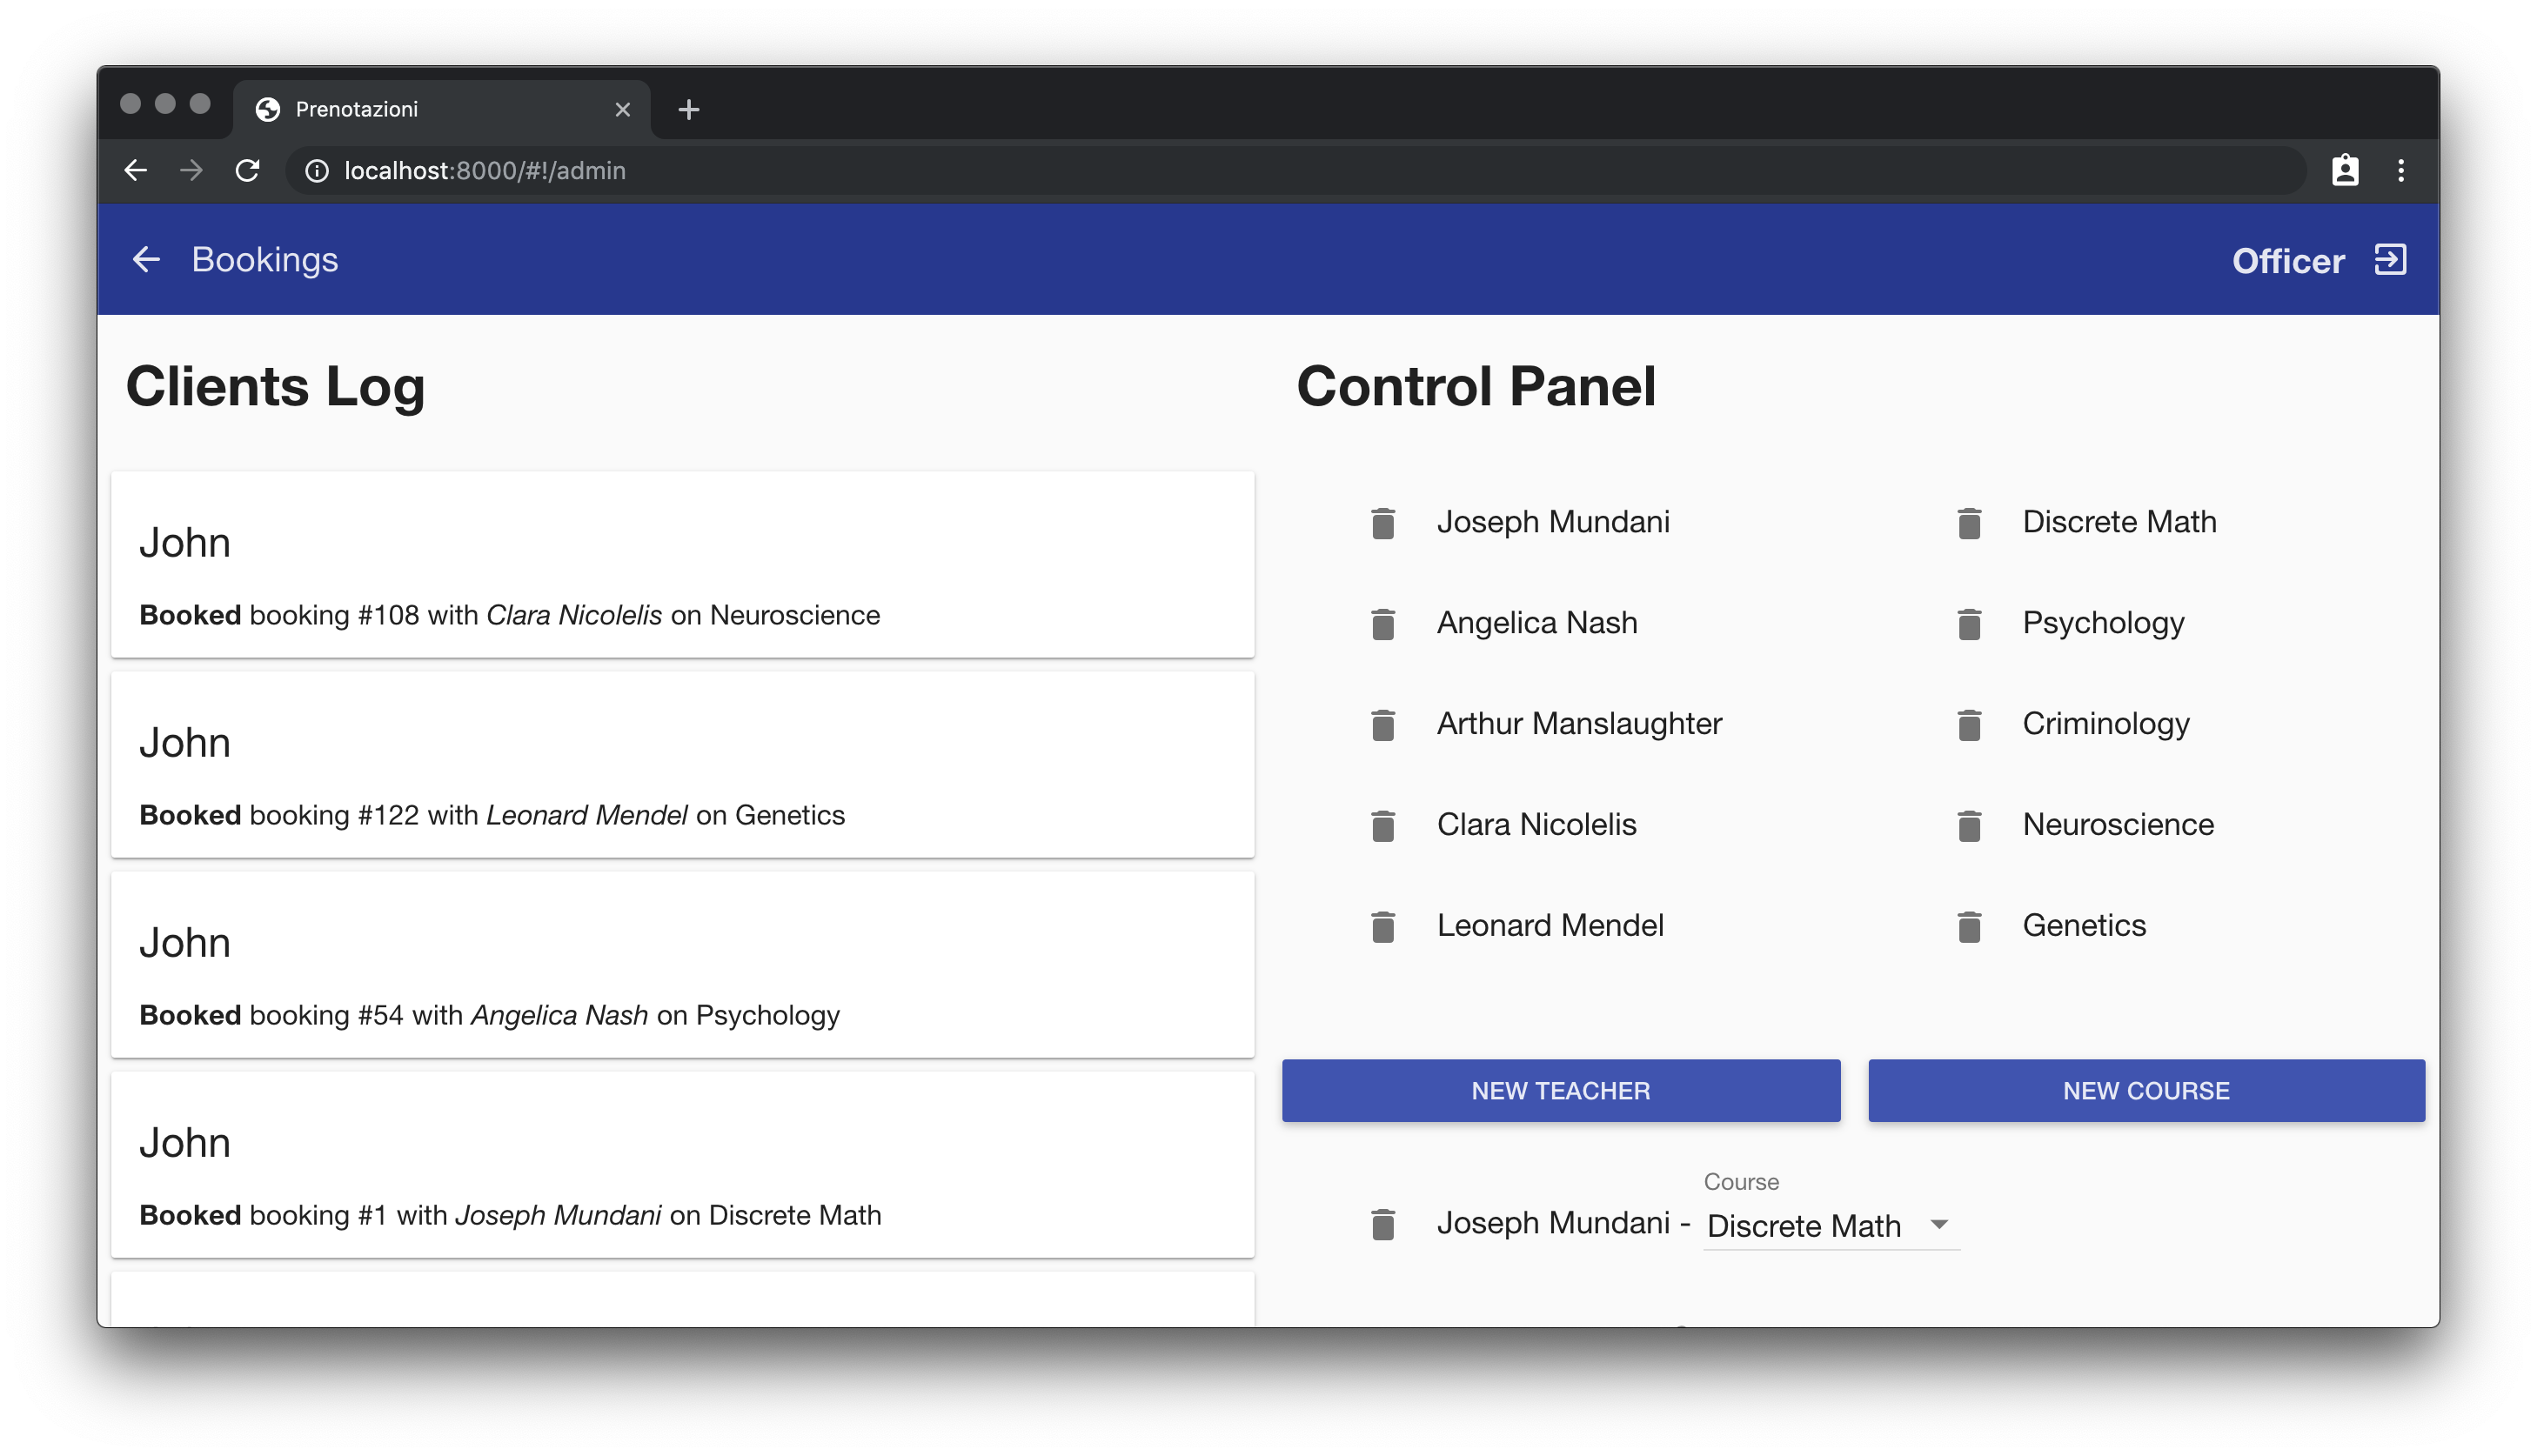 Prenotazioni
localhost:8000/#!/admin
Bookings
Officer
Clients Log
John
Booked booking #108 with Clara Nicolelis on Neuroscience
John
Booked booking #122 with Leonard Mendel on Genetics
John
Booked booking #54 with Angelica Nash on Psychology
John
Booked booking #1 with Joseph Mundani on Discrete Math
Control Panel
Joseph Mundani
Discrete Math
Angelica Nash
Psychology
Arthur Manslaughter
Criminology
Clara Nicolelis
Neuroscience
Leonard Mendel
Genetics
NEW TEACHER
NEW COURSE
Course
Joseph Mundani - Discrete Math